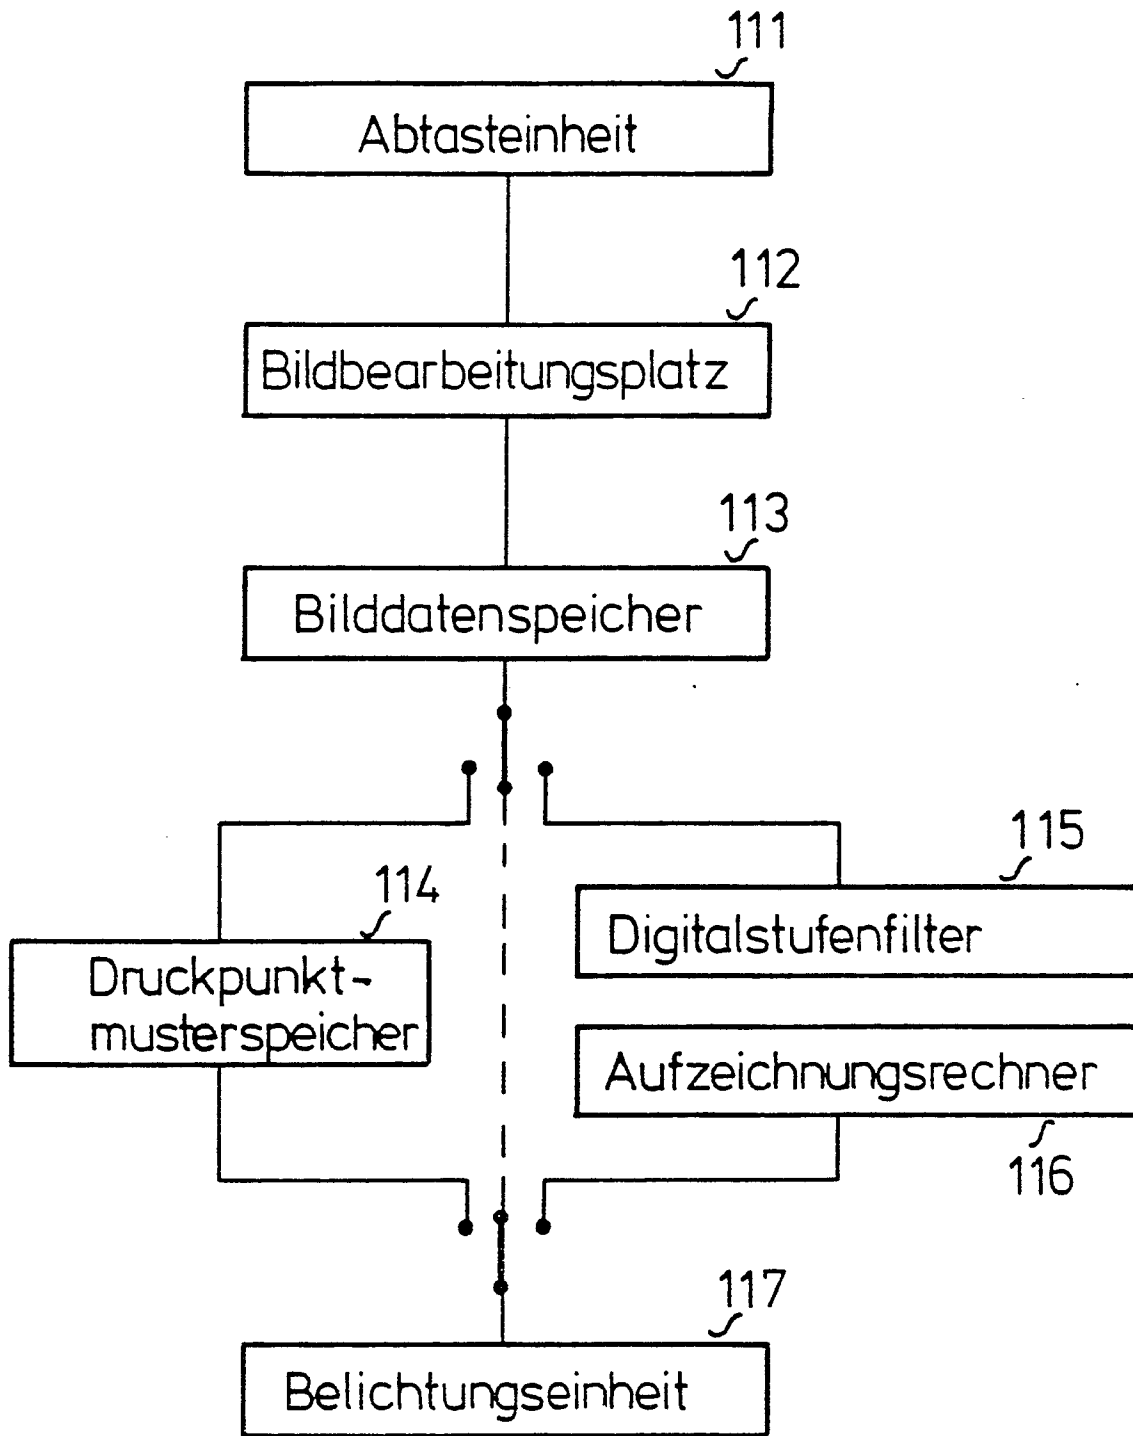 111
Abtasteinheit
112
Bildbearbeitungsplatz
113
Bilddatenspeicher
114
Druckpunkt-
musterspeicher
115
Digitalstufenfilter
Aufzeichnungsrechner
116
117
Belichtungseinheit